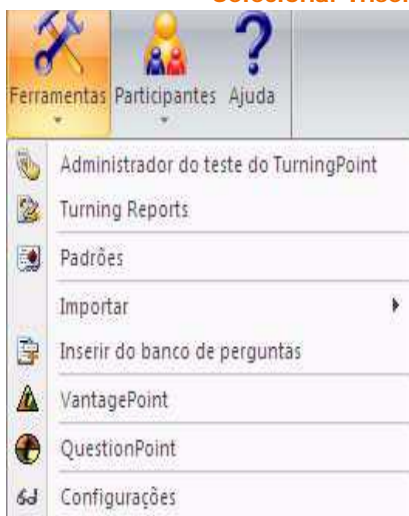 Ferramentas Participantes Ajuda
Administrador do teste do TurningPoint
Turning Reports
Padrões
Importar
Inserir do banco de perguntas
VantagePoint
QuestionPoint
Configurações